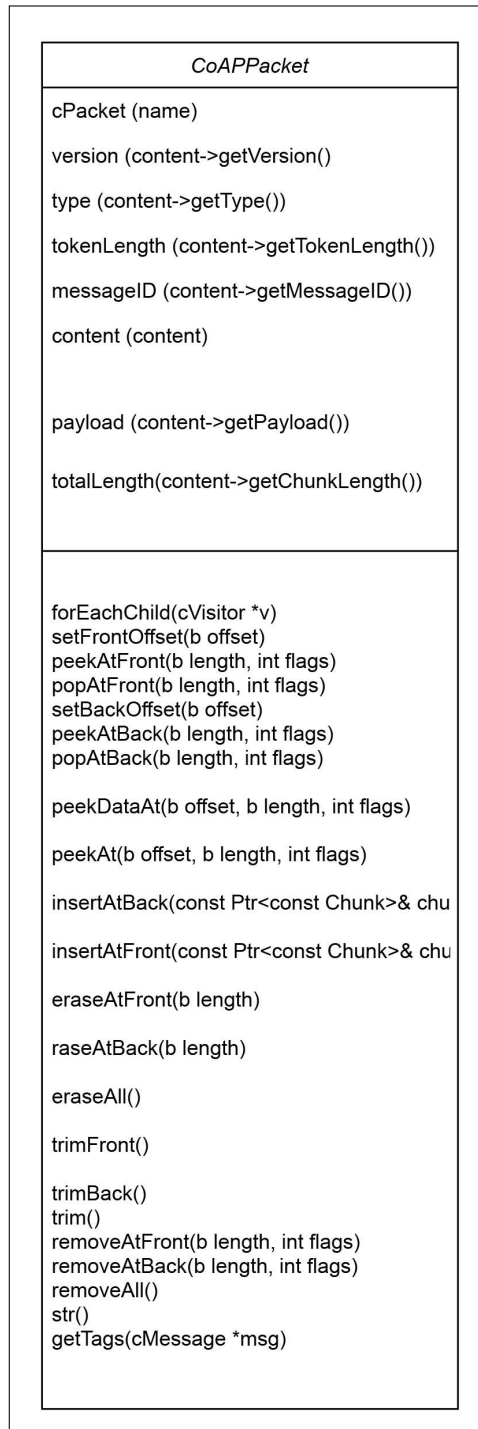 CoAPPacket
cPacket (name)
version (content->getVersion()
type (content->getType())
tokenLength (content->getTokenLength())
messageID (content->getMessageID())
content (content)
payload (content->getPayload())
totalLength(content->getChunkLength())
forEachChild(cVisitor *v)
setFrontOffset(b offset)
peekAtFront(b length, int flags)
popAtFront(b length, int flags)
setBackOffset(b offset)
peekAtBack(b length, int flags)
popAtBack(b length, int flags)
peekDataAt(b offset, b length, int flags)
peekAt(b offset, b length, int flags)
insertAtBack(const Ptr<const Chunk>& chu
insertAtFront(const Ptr<const Chunk>& chu
eraseAtFront(b length)
raseAtBack(b length)
eraseAll()
trimFront()
trimBack()
trim()
removeAtFront(b length, int flags)
removeAtBack(b length, int flags)
removeAll()
str()
getTags(cMessage *msg)